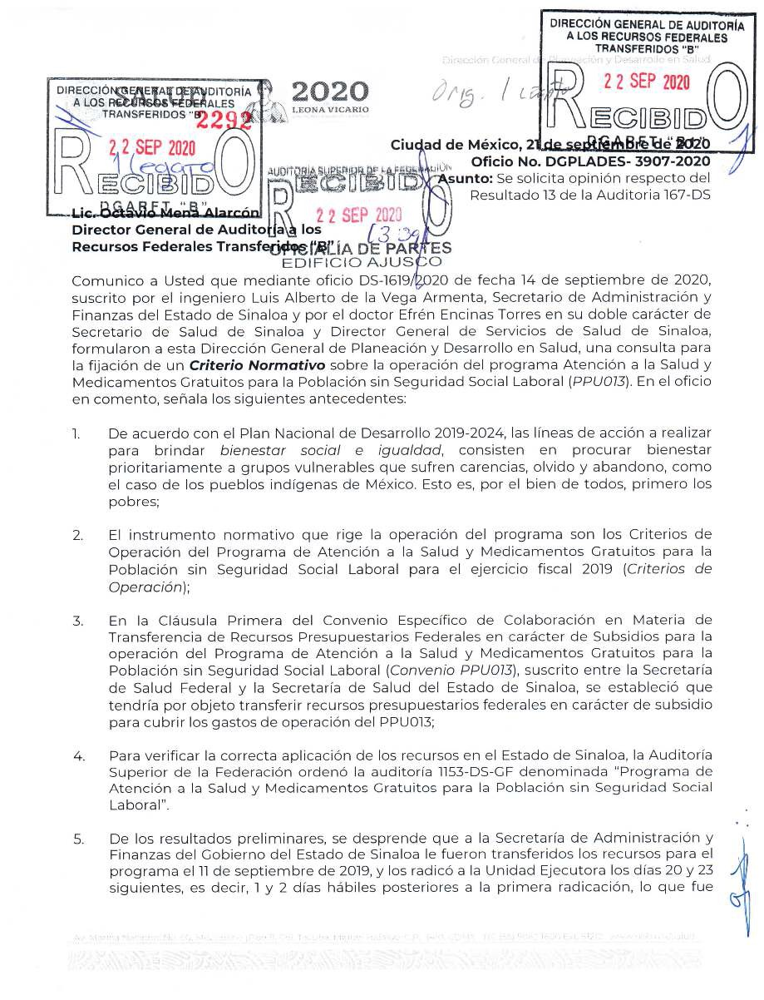 DIRECCIÓN GENERAL DE AUDITORÍA
A LOS RECURSOS FEDERALES
TRANSFERIDOS "B"
Dirección General de Planeación y Desarrollo en Salud
22 SEP 2020
RECIBIDO
DGARFT "B"
Orig. 1
DIRECCIÓN GENERAL DE AUDITORÍA
A LOS RECURSOS FEDERALES
TRANSFERIDOS "B"
SALUD
2292
22 SEP 2020
1 legajo
RECIBIDO
DGARFT "B"
2020
LEONA VICARIO
Ciudad de México, 21 de septiembre de 2020
Oficio No. DGPLADES- 3907-2020
Asunto: Se solicita opinión respecto del
Resultado 13 de la Auditoria 167-DS
AUDITORIA SUPERIOR DE LA FEDERACIÓN
RECIBIDO
22 SEP 2020
OFICIALÍA DE PARTES
EDIFICIO AJUSCO
Lic. Octavio Mena Alarcón
Director General de Auditoría a los
Recursos Federales Transferidos "B"
Comunico a Usted que mediante oficio DS-1619/2020 de fecha 14 de septiembre de 2020,
suscrito por el ingeniero Luis Alberto de la Vega Armenta, Secretario de Administración y
Finanzas del Estado de Sinaloa y por el doctor Efrén Encinas Torres en su doble carácter de
Secretario de Salud de Sinaloa y Director General de Servicios de Salud de Sinaloa,
formularon a esta Dirección General de Planeación y Desarrollo en Salud, una consulta para
la fijación de un Criterio Normativo sobre la operación del programa Atención a la Salud y
Medicamentos Gratuitos para la Población sin Seguridad Social Laboral (PPU013). En el oficio
en comento, señala los siguientes antecedentes:
1. De acuerdo con el Plan Nacional de Desarrollo 2019-2024, las líneas de acción a realizar
para brindar bienestar social e igualdad, consisten en procurar bienestar
prioritariamente a grupos vulnerables que sufren carencias, olvido y abandono, como
el caso de los pueblos indígenas de México. Esto es, por el bien de todos, primero los
pobres;
2. El instrumento normativo que rige la operación del programa son los Criterios de
Operación del Programa de Atención a la Salud y Medicamentos Gratuitos para la
Población sin Seguridad Social Laboral para el ejercicio fiscal 2019 (Criterios de
Operación);
3. En la Cláusula Primera del Convenio Específico de Colaboración en Materia de
Transferencia de Recursos Presupuestarios Federales en carácter de Subsidios para la
operación del Programa de Atención a la Salud y Medicamentos Gratuitos para la
Población sin Seguridad Social Laboral (Convenio PPU013), suscrito entre la Secretaría
de Salud Federal y la Secretaría de Salud del Estado de Sinaloa, se estableció que
tendría por objeto transferir recursos presupuestarios federales en carácter de subsidio
para cubrir los gastos de operación del PPU013;
4. Para verificar la correcta aplicación de los recursos en el Estado de Sinaloa, la Auditoría
Superior de la Federación ordenó la auditoría 1153-DS-GF denominada “Programa de
Atención a la Salud y Medicamentos Gratuitos para la Población sin Seguridad Social
Laboral”.
5. De los resultados preliminares, se desprende que a la Secretaría de Administración y
Finanzas del Gobierno del Estado de Sinaloa le fueron transferidos los recursos para el
programa el 11 de septiembre de 2019, y los radicó a la Unidad Ejecutora los días 20 y 23
siguientes, es decir, 1 y 2 días hábiles posteriores a la primera radicación, lo que fue